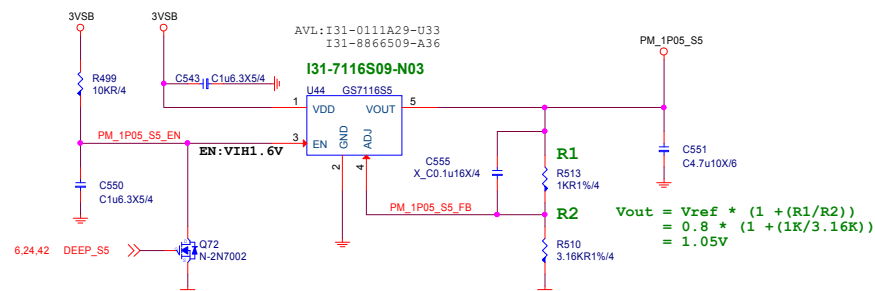 3VSB
3VSB
AVL:I31-0111A29-U33
I31-8866509-A36
PM_1P05_S5
I31-7116S09-N03
R499
10KR/4
C543
C1u6.3X5/4
U44
GS7116S5
1
VDD
VOUT
5
PM_1P05_S5_EN
3
EN
GND
ADJ
EN:VIH1.6V
2
4
C555
X_C0.1u16X/4
R1
R513
1KR1%/4
C551
C4.7u10X/6
C550
C1u6.3X5/4
PM_1P05_S5_FB
R2
Vout = Vref * (1 +(R1/R2))
= 0.8 * (1 +(1K/3.16K))
= 1.05V
6,24,42
DEEP_S5
Q72
N-2N7002
R510
3.16KR1%/4